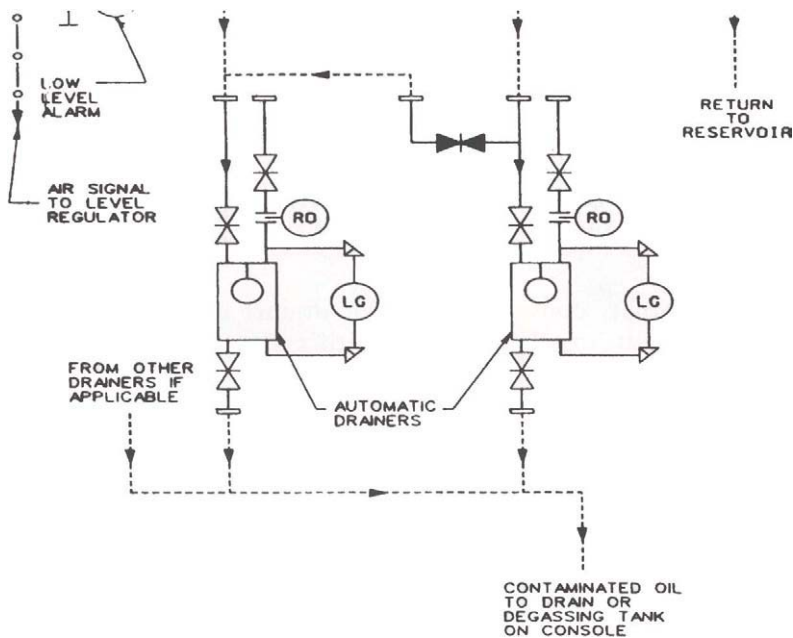 LOW
LEVEL
ALARM
RETURN
TO
RESERVOIR
AIR SIGNAL
TO LEVEL
REGULATOR
RO
RO
LG
LG
FROM OTHER
DRAINERS IF
APPLICABLE
AUTOMATIC
DRAINERS
CONTAMINATED OIL
TO DRAIN OR
DEGASSING TANK
ON CONSOLE